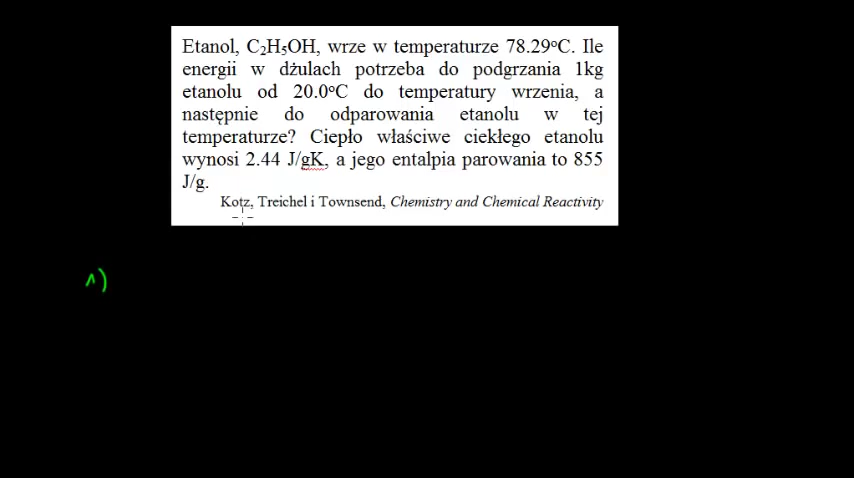 Etanol, C₂H₅OH, wrze w temperaturze 78.29°C. Ile
energii w dżulach potrzeba do podgrzania 1kg
etanolu od 20.0°C do temperatury wrzenia, a
następnie do odparowania etanolu w tej
temperaturze? Ciepło właściwe ciekłego etanolu
wynosi 2.44 J/gK, a jego entalpia parowania to 855
J/g.
Kotz, Treichel i Townsend, Chemistry and Chemical Reactivity
1)